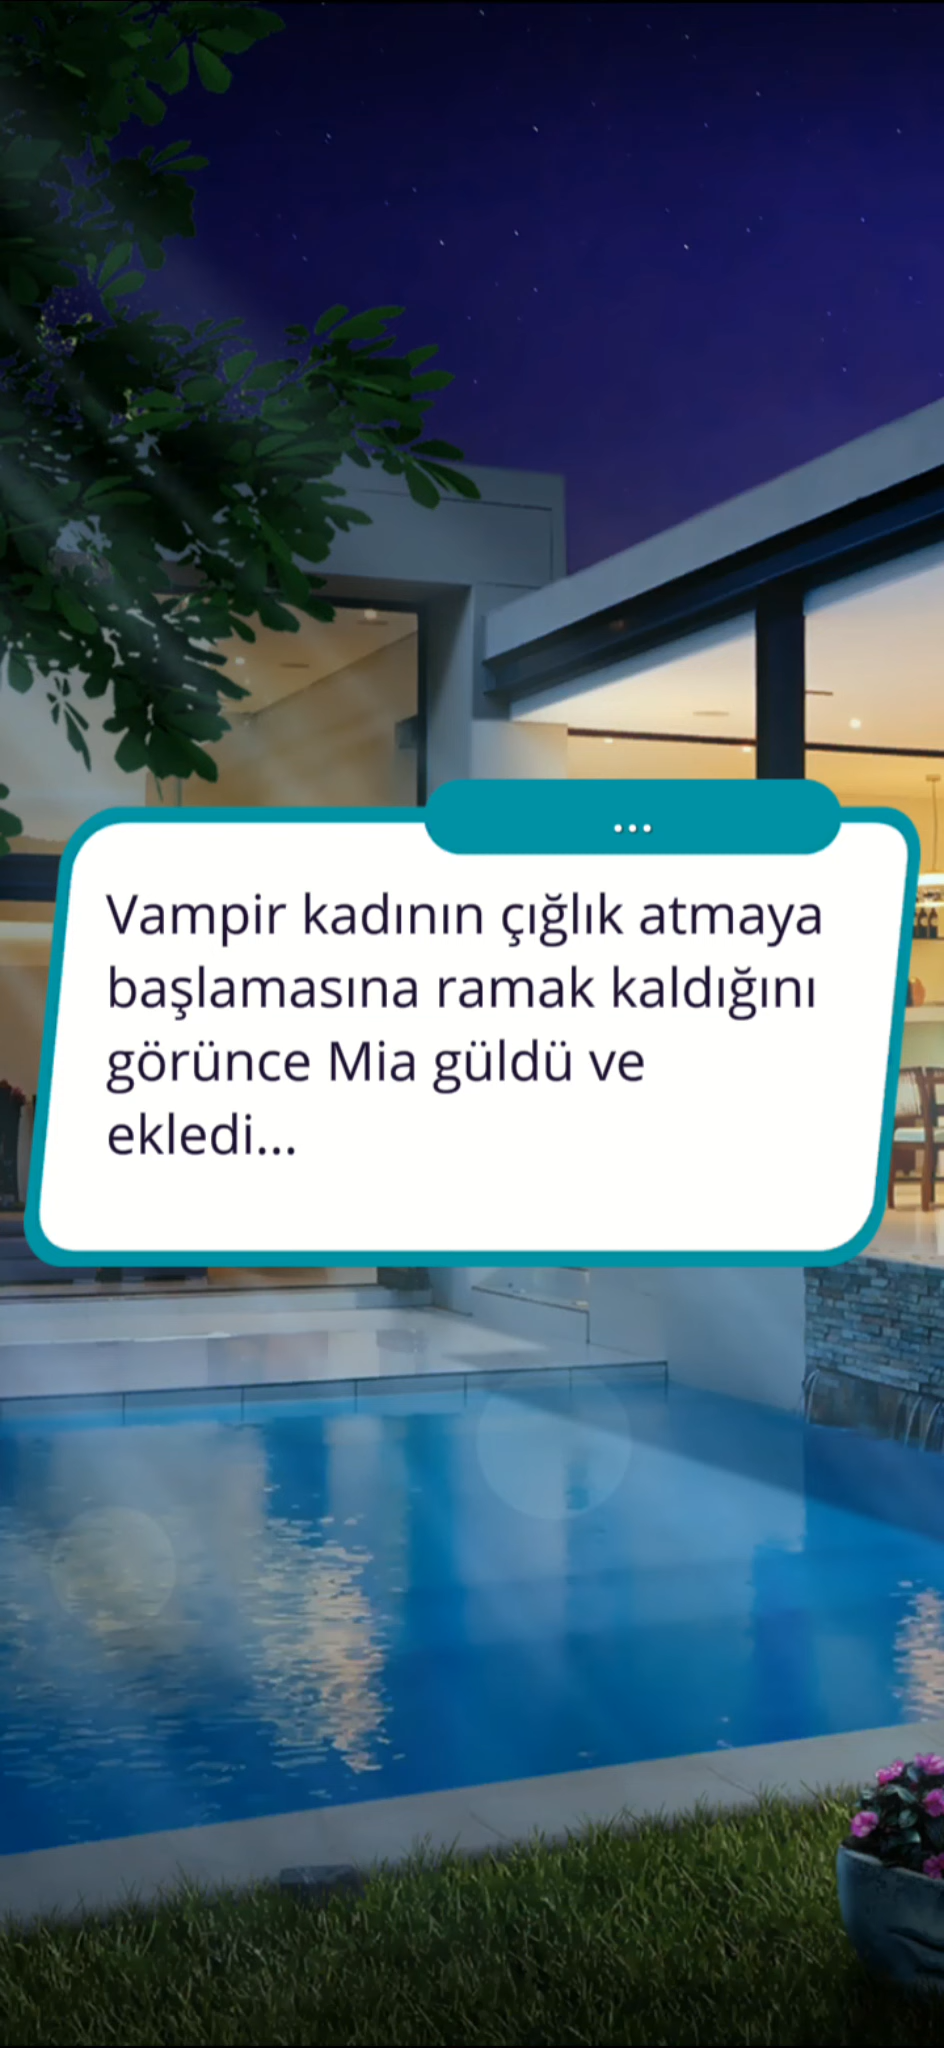 ...
Vampir kadının çığlık atmaya
başlamasına ramak kaldığını
görünce Mia güldü ve
ekledi...